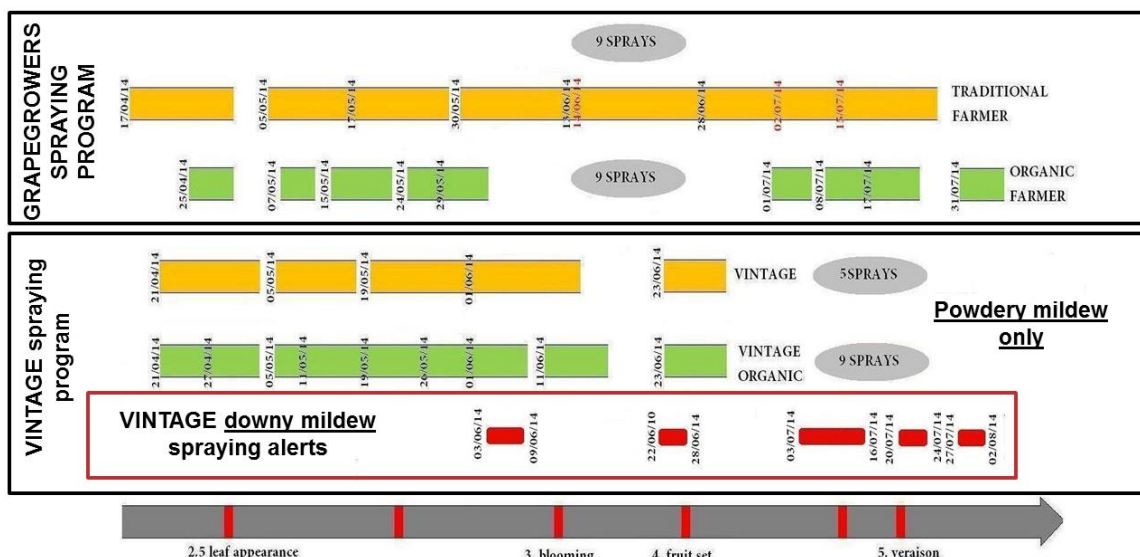 GRAPEGROWERS
SPRAYING
PROGRAM
9 SPRAYS
17/04/14
05/05/14
17/05/14
30/05/14
13/06/14
14/06/14
28/06/14
02/07/14
15/07/14
TRADITIONAL
FARMER
25/04/14
07/05/14
15/05/14
24/05/14
29/05/14
9 SPRAYS
01/07/14
08/07/14
17/07/14
31/07/14
ORGANIC
FARMER
VINTAGE spraying
program
21/04/14
05/05/14
19/05/14
01/06/14
23/06/14
VINTAGE
5SPRAYS
Powdery mildew
only
21/04/14
27/04/14
05/05/14
11/05/14
19/05/14
26/05/14
01/06/14
11/06/14
23/06/14
VINTAGE
ORGANIC
9 SPRAYS
VINTAGE downy mildew
spraying alerts
03/06/14
09/06/14
22/06/10
28/06/14
03/07/14
16/07/14
20/07/14
24/07/14
27/07/14
02/08/14
2.5 leaf appearance
3. blooming
4. fruit set
5. veraison